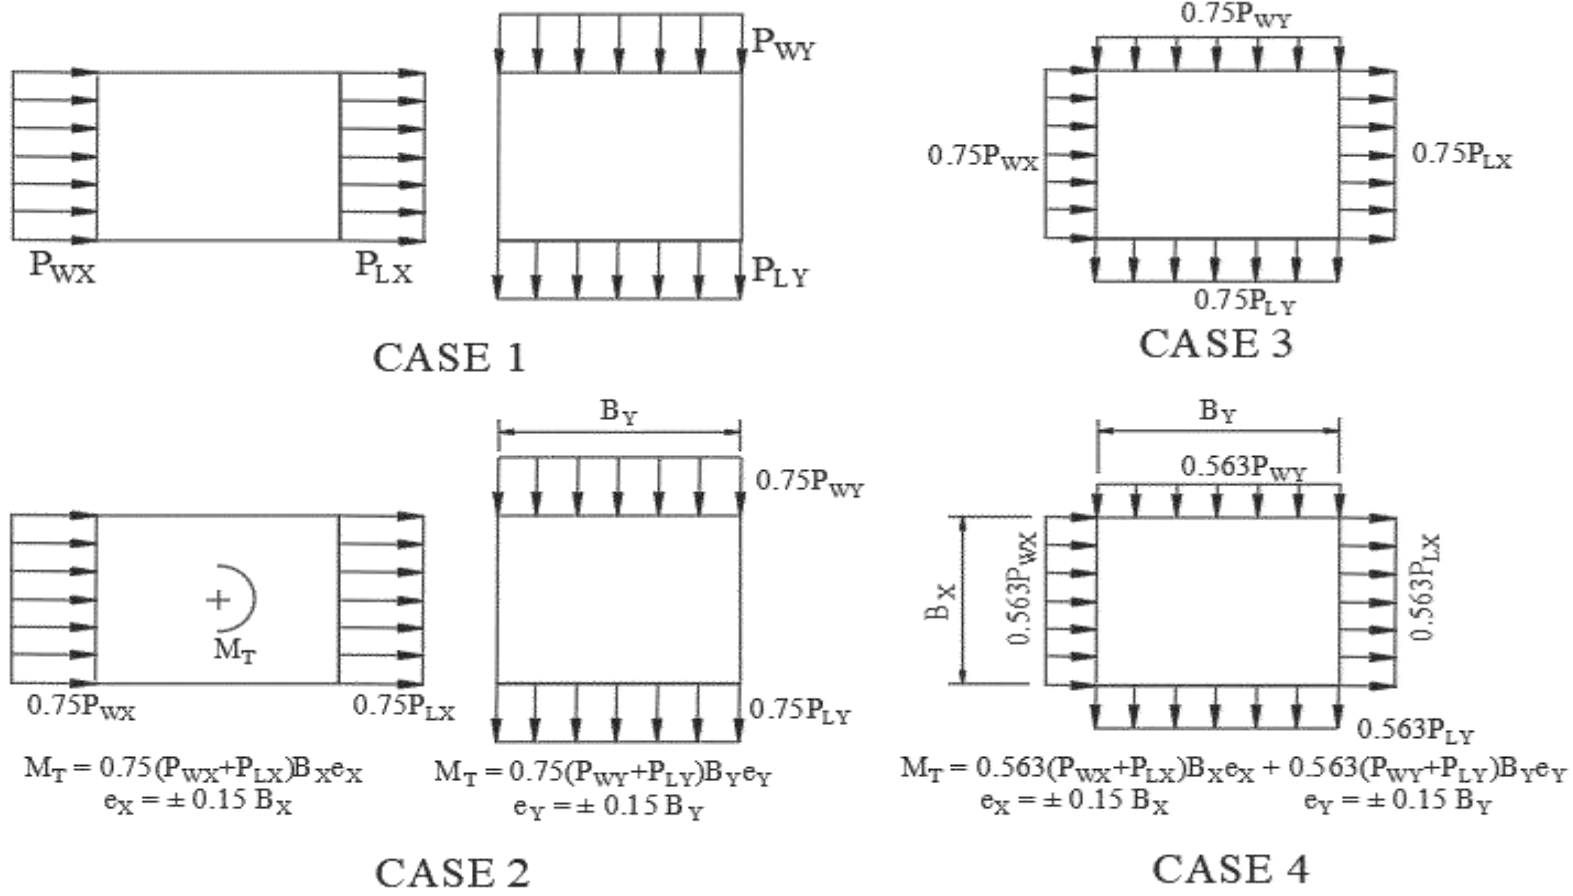 P_WX
P_LX
P_WY
P_LY
CASE 1
0.75P_WY
0.75P_WX
0.75P_LX
0.75P_LY
CASE 3
M_T
0.75P_WX
0.75P_LX
M_T = 0.75(P_WX+P_LX)B_Xe_X
e_X = ± 0.15 B_X
B_Y
0.75P_WY
0.75P_LY
M_T = 0.75(P_WY+P_LY)B_Ye_Y
e_Y = ± 0.15 B_Y
CASE 2
B_Y
0.563P_WY
B_X
0.563P_WX
0.563P_LX
0.563P_LY
M_T = 0.563(P_WX+P_LX)B_Xe_X + 0.563(P_WY+P_LY)B_Ye_Y
e_X = ± 0.15 B_X
e_Y = ± 0.15 B_Y
CASE 4